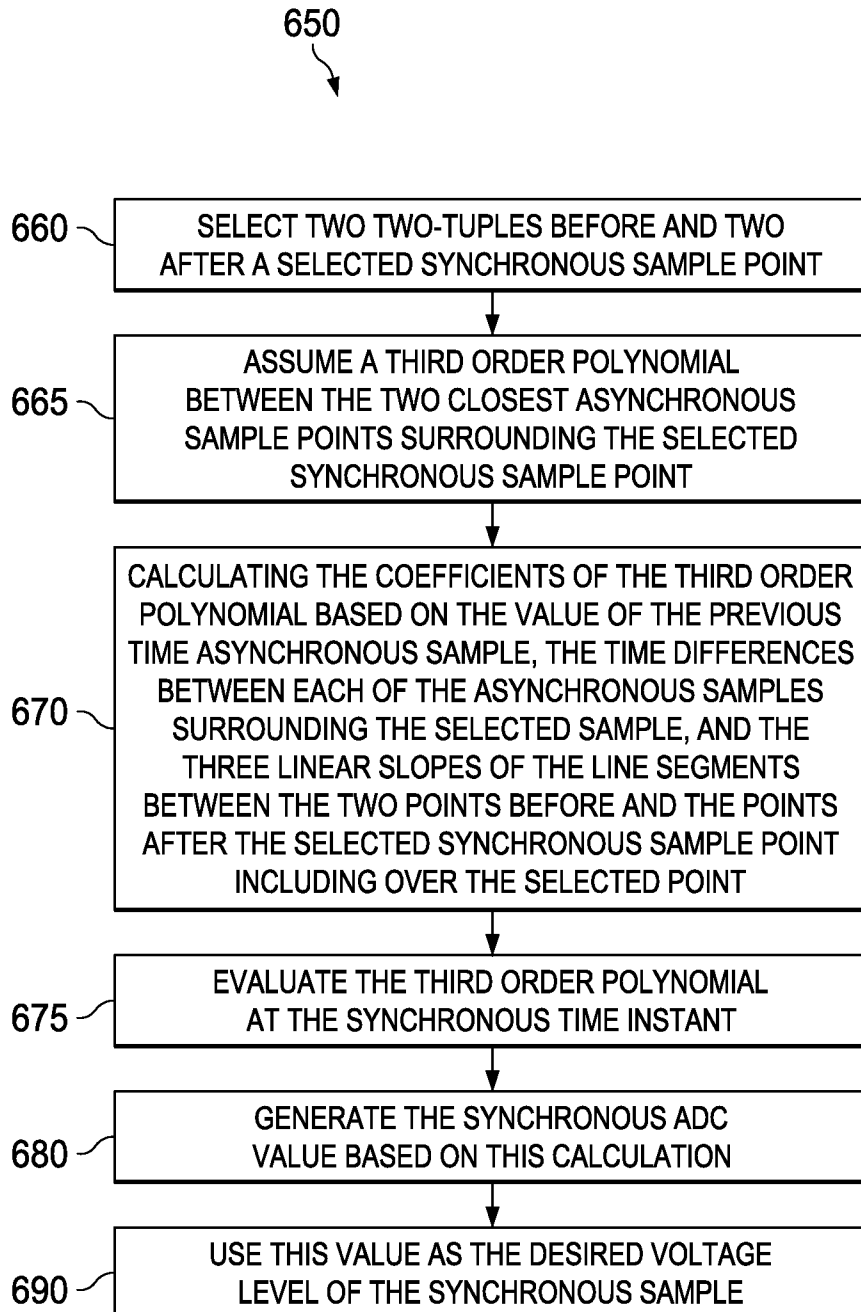 650
660
SELECT TWO TWO-TUPLES BEFORE AND TWO
AFTER A SELECTED SYNCHRONOUS SAMPLE POINT
665
ASSUME A THIRD ORDER POLYNOMIAL
BETWEEN THE TWO CLOSEST ASYNCHRONOUS
SAMPLE POINTS SURROUNDING THE SELECTED
SYNCHRONOUS SAMPLE POINT
670
CALCULATING THE COEFFICIENTS OF THE THIRD ORDER
POLYNOMIAL BASED ON THE VALUE OF THE PREVIOUS
TIME ASYNCHRONOUS SAMPLE, THE TIME DIFFERENCES
BETWEEN EACH OF THE ASYNCHRONOUS SAMPLES
SURROUNDING THE SELECTED SAMPLE, AND THE
THREE LINEAR SLOPES OF THE LINE SEGMENTS
BETWEEN THE TWO POINTS BEFORE AND THE POINTS
AFTER THE SELECTED SYNCHRONOUS SAMPLE POINT
INCLUDING OVER THE SELECTED POINT
675
EVALUATE THE THIRD ORDER POLYNOMIAL
AT THE SYNCHRONOUS TIME INSTANT
680
GENERATE THE SYNCHRONOUS ADC
VALUE BASED ON THIS CALCULATION
690
USE THIS VALUE AS THE DESIRED VOLTAGE
LEVEL OF THE SYNCHRONOUS SAMPLE